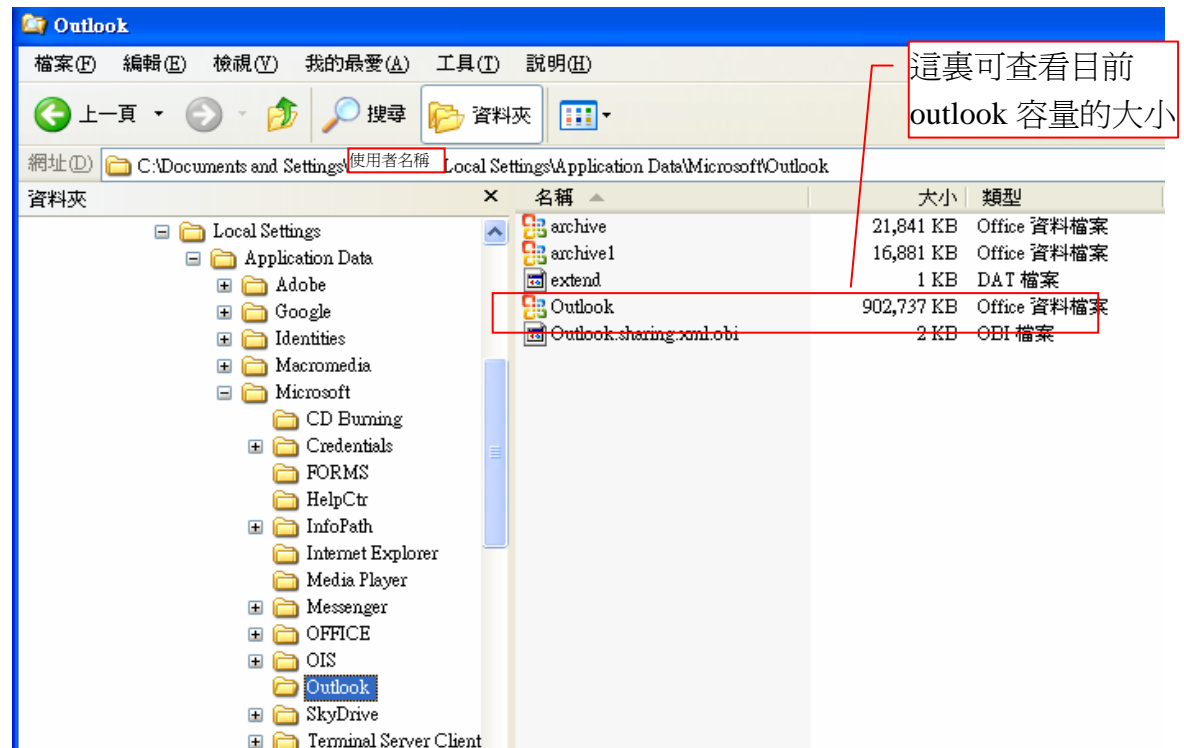 Outlook
檔案(F) 編輯(E) 檢視(V) 我的最愛(A) 工具(T) 說明(H)
這裏可查看目前
outlook 容量的大小
上一頁 搜尋 資料夾
網址(D) C:\Documents and Settings\使用者名稱 Local Settings\Application Data\Microsoft\Outlook
資料夾 × 名稱 大小 類型
Local Settings
Application Data
Adobe
Google
Identities
Macromedia
Microsoft
CD Burning
Credentials
FORMS
HelpCtr
InfoPath
Internet Explorer
Media Player
Messenger
OFFICE
OIS
Outlook
SkyDrive
Terminal Server Client
archive 21,841 KB Office 資料檔案
archive1 16,881 KB Office 資料檔案
extend 1 KB DAT 檔案
Outlook 902,737 KB Office 資料檔案
Outlook.sharing.xml.obi 2 KB OBI 檔案